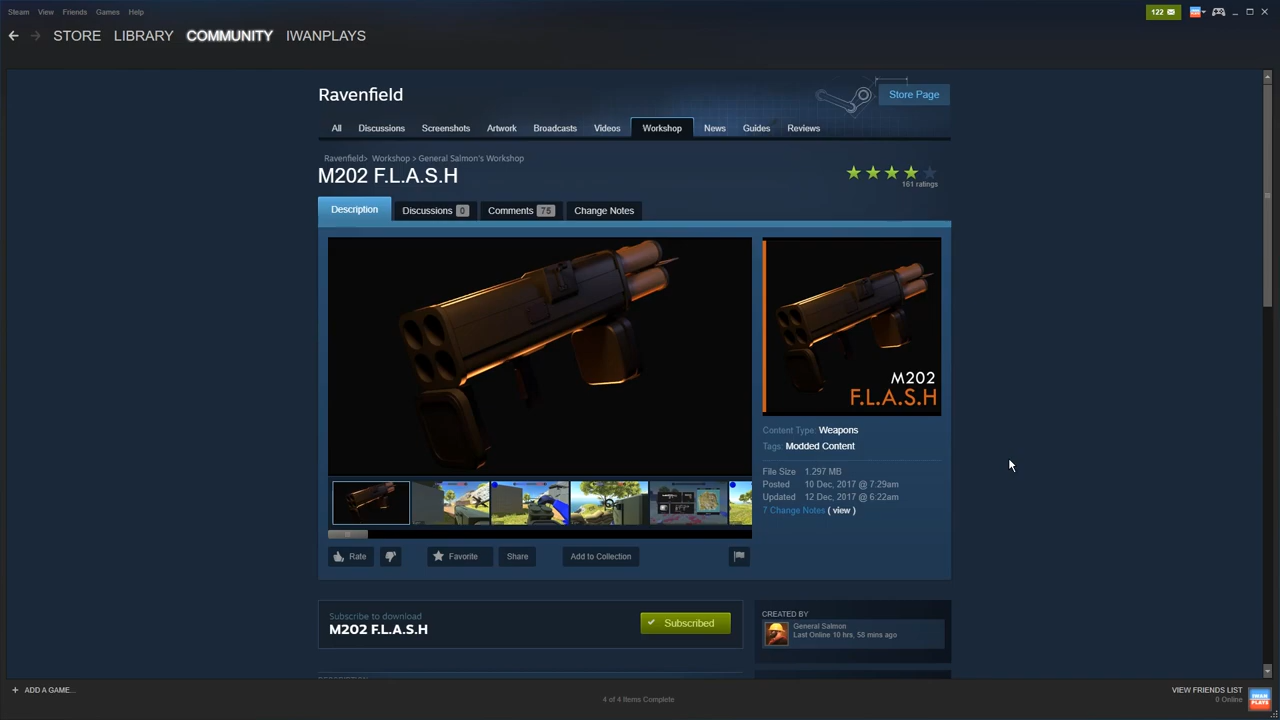 Steam View Friends Games Help
122
STORE LIBRARY COMMUNITY IWANPLAYS
Ravenfield
Store Page
All Discussions Screenshots Artwork Broadcasts Videos Workshop News Guides Reviews
Ravenfield> Workshop > General Salmon's Workshop
M202 F.L.A.S.H
161 ratings
Description Discussions 0 Comments 75 Change Notes
M202
F.L.A.S.H
Content Type: Weapons
Tags: Modded Content
File Size 1.297 MB
Posted 10 Dec, 2017 @ 7:29am
Updated 12 Dec, 2017 @ 6:22am
7 Change Notes ( view )
Rate Favorite Share Add to Collection
Subscribe to download
M202 F.L.A.S.H
Subscribed
CREATED BY
General Salmon
Last Online 10 hrs, 58 mins ago
DESCRIPTION
+ ADD A GAME...
4 of 4 Items Complete
VIEW FRIENDS LIST
0 Online